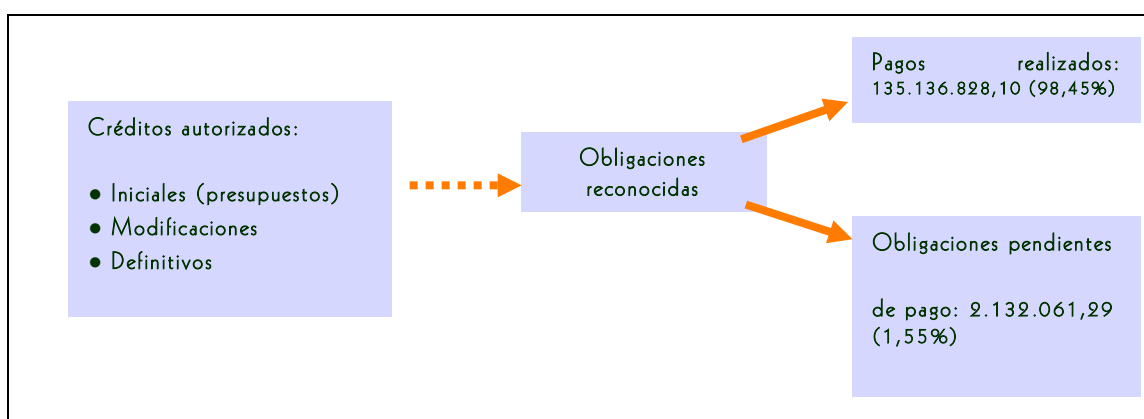 Créditos autorizados:
● Iniciales (presupuestos)
● Modificaciones
● Definitivos
Obligaciones
reconocidas
Pagos realizados:
135.136.828,10 (98,45%)
Obligaciones pendientes
de pago: 2.132.061,29
(1,55%)